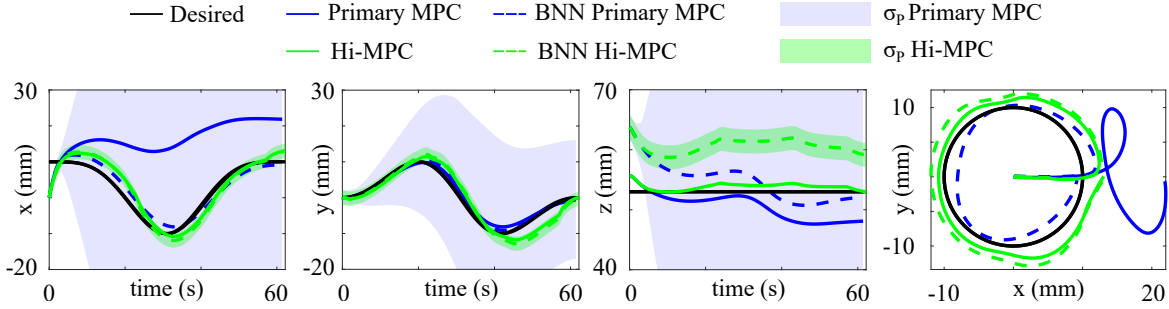 Desired Primary MPC BNN Primary MPC σP Primary MPC
Hi-MPC BNN Hi-MPC σP Hi-MPC
30 30 70
x (mm) y (mm) z (mm) y (mm) 10 -10
-20 -20 40
0 time (s) 60 0 time (s) 60 0 time (s) 60 -10 x (mm) 20